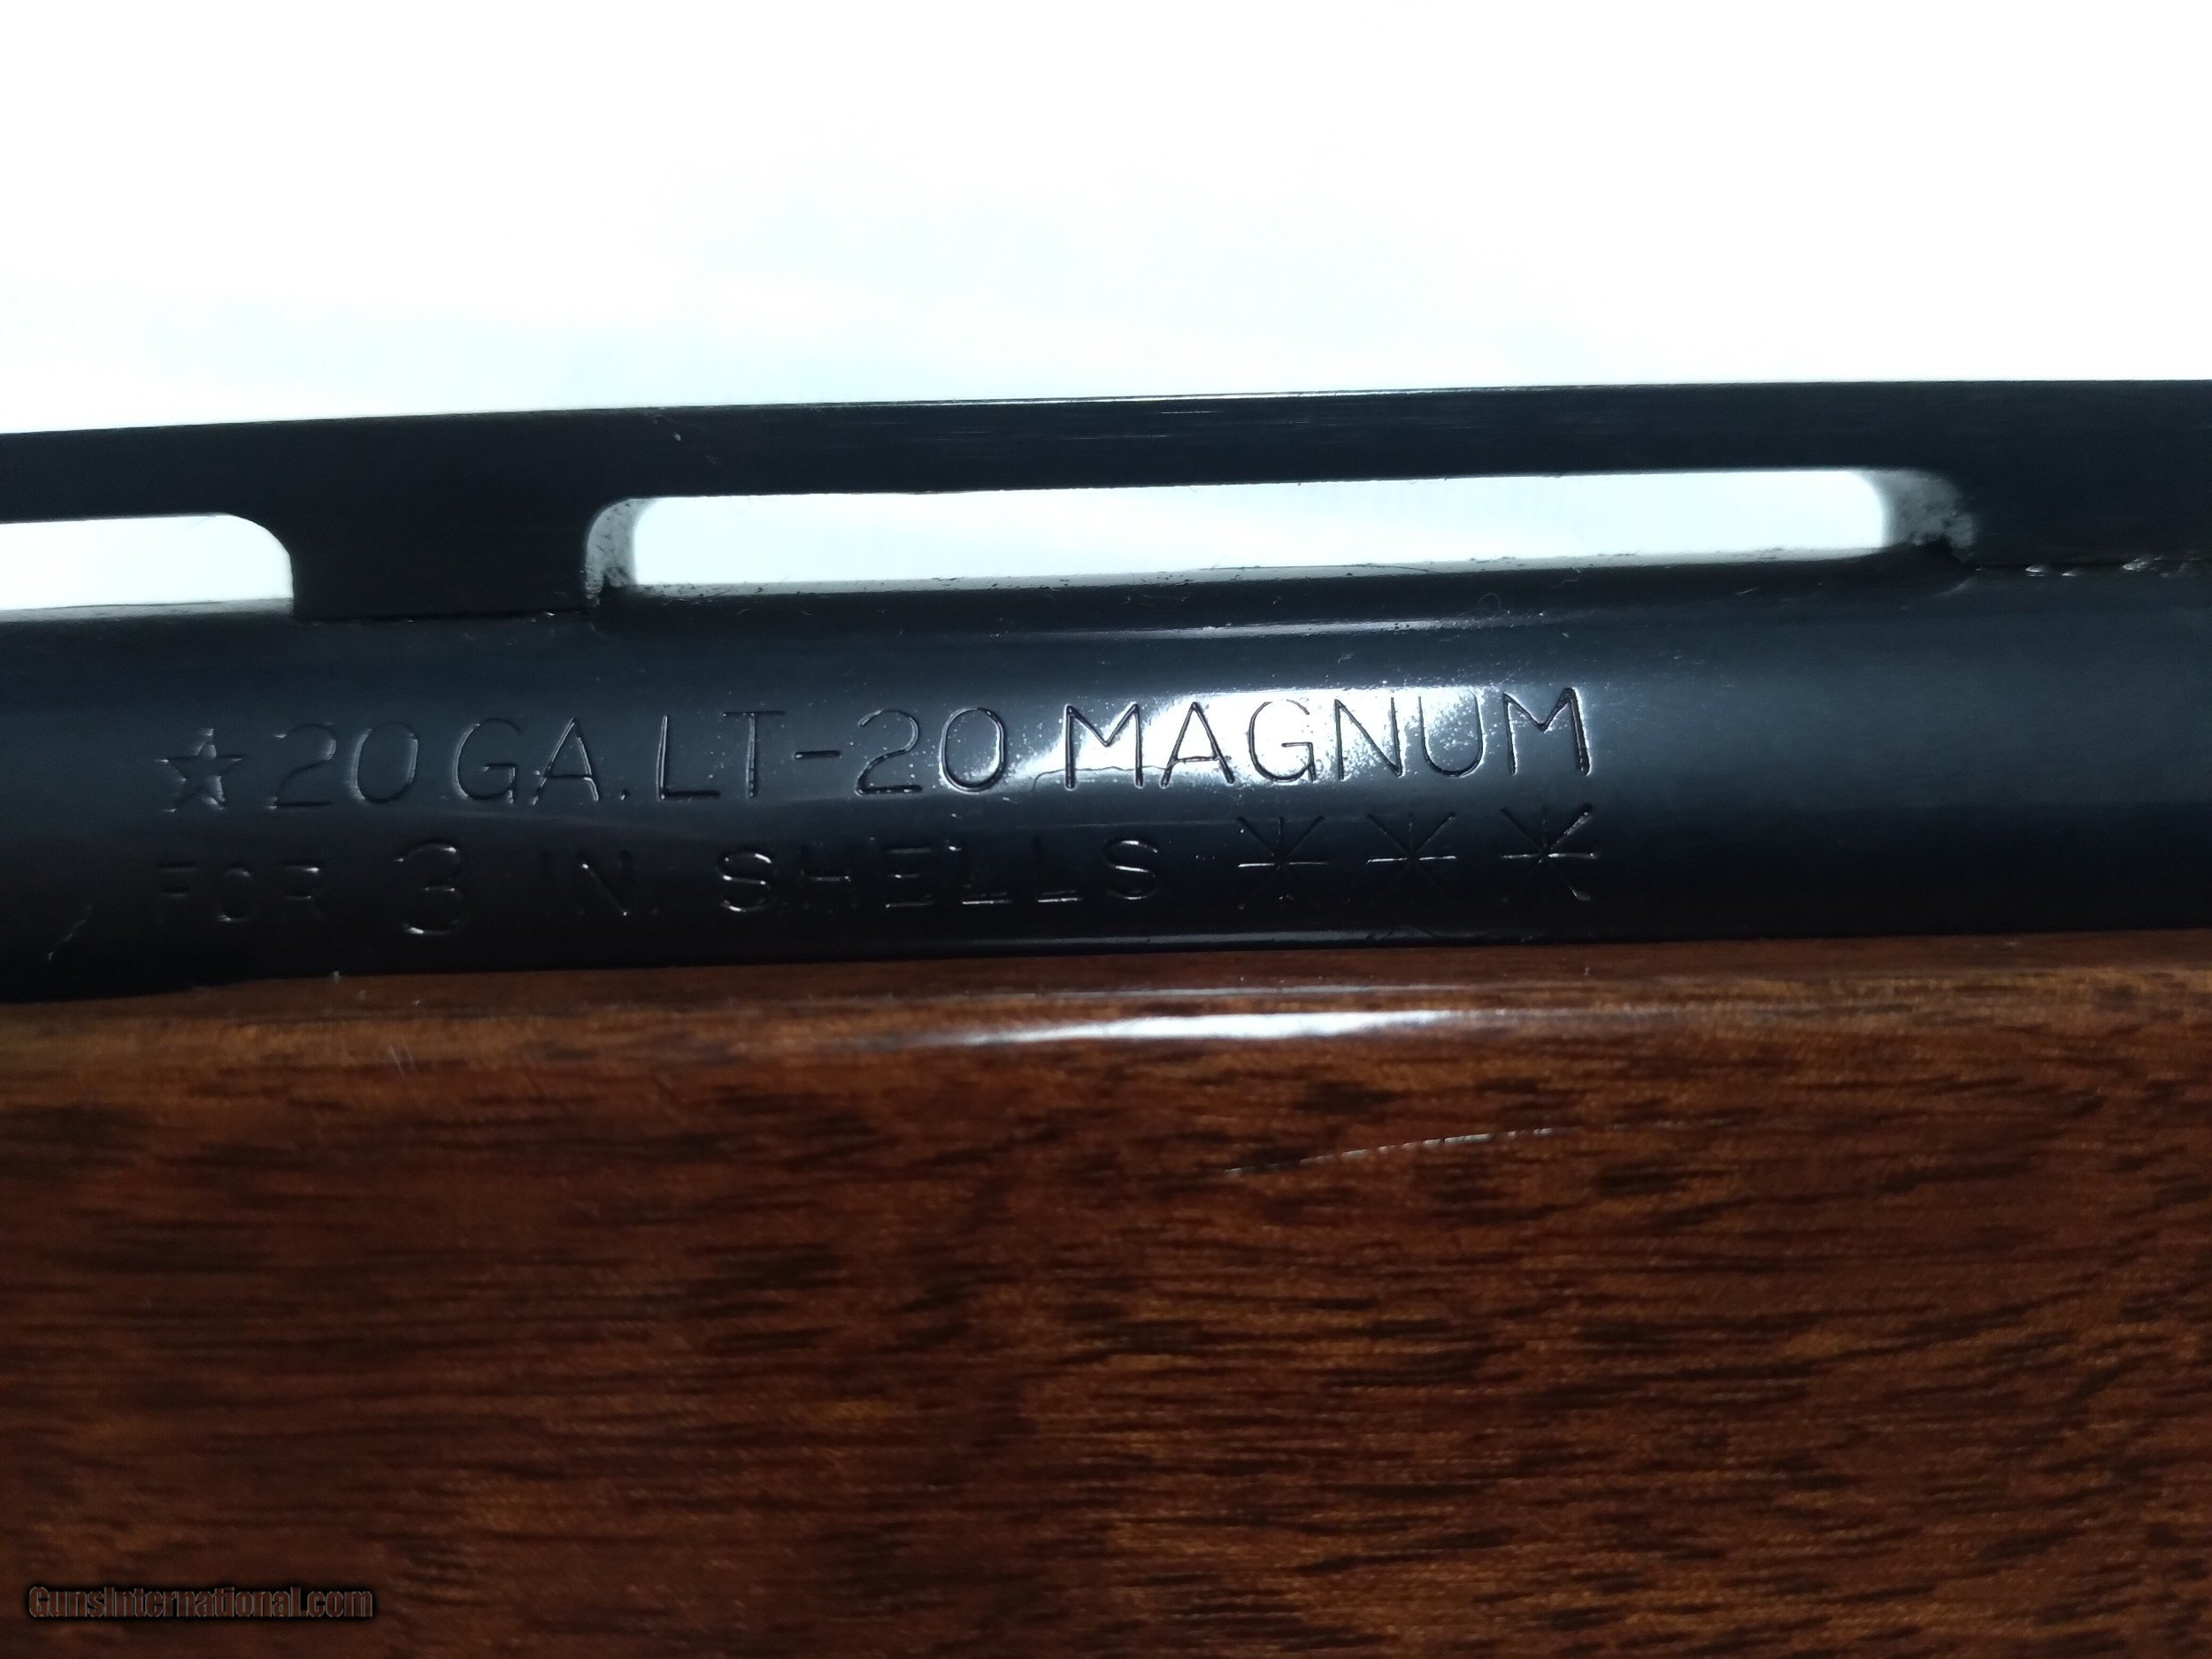 ☆20 GA. LT-20 MAGNUM
FOR 3 IN. SHELLS ***
GunsInternational.com